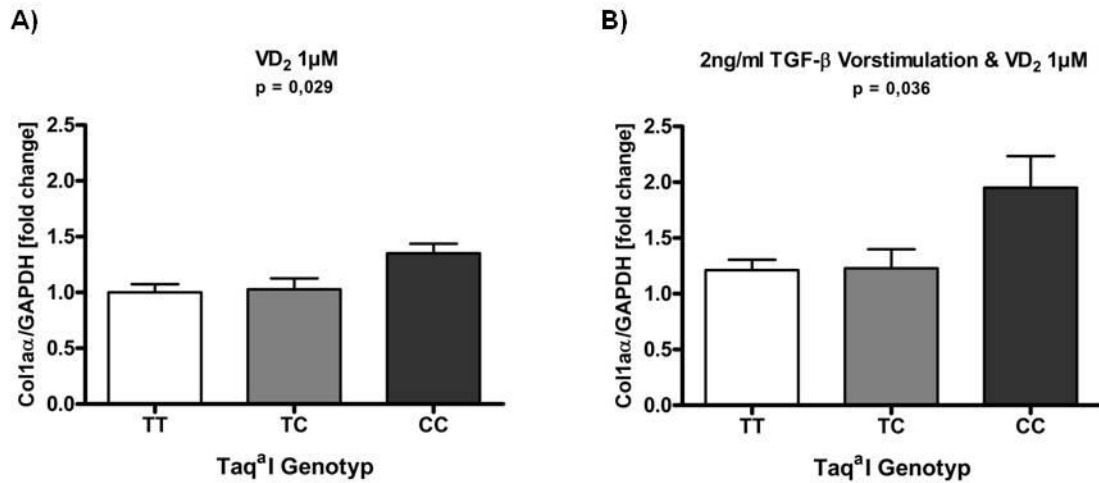 A)
VD₂ 1µM
p = 0,029
Col1aα/GAPDH [fold change]
2.5
2.0
1.5
1.0
0.5
0.0
TT TC CC
TaqᵃI Genotyp
B)
2ng/ml TGF-β Vorstimulation & VD₂ 1µM
p = 0,036
Col1aα/GAPDH [fold change]
2.5
2.0
1.5
1.0
0.5
0.0
TT TC CC
TaqᵃI Genotyp